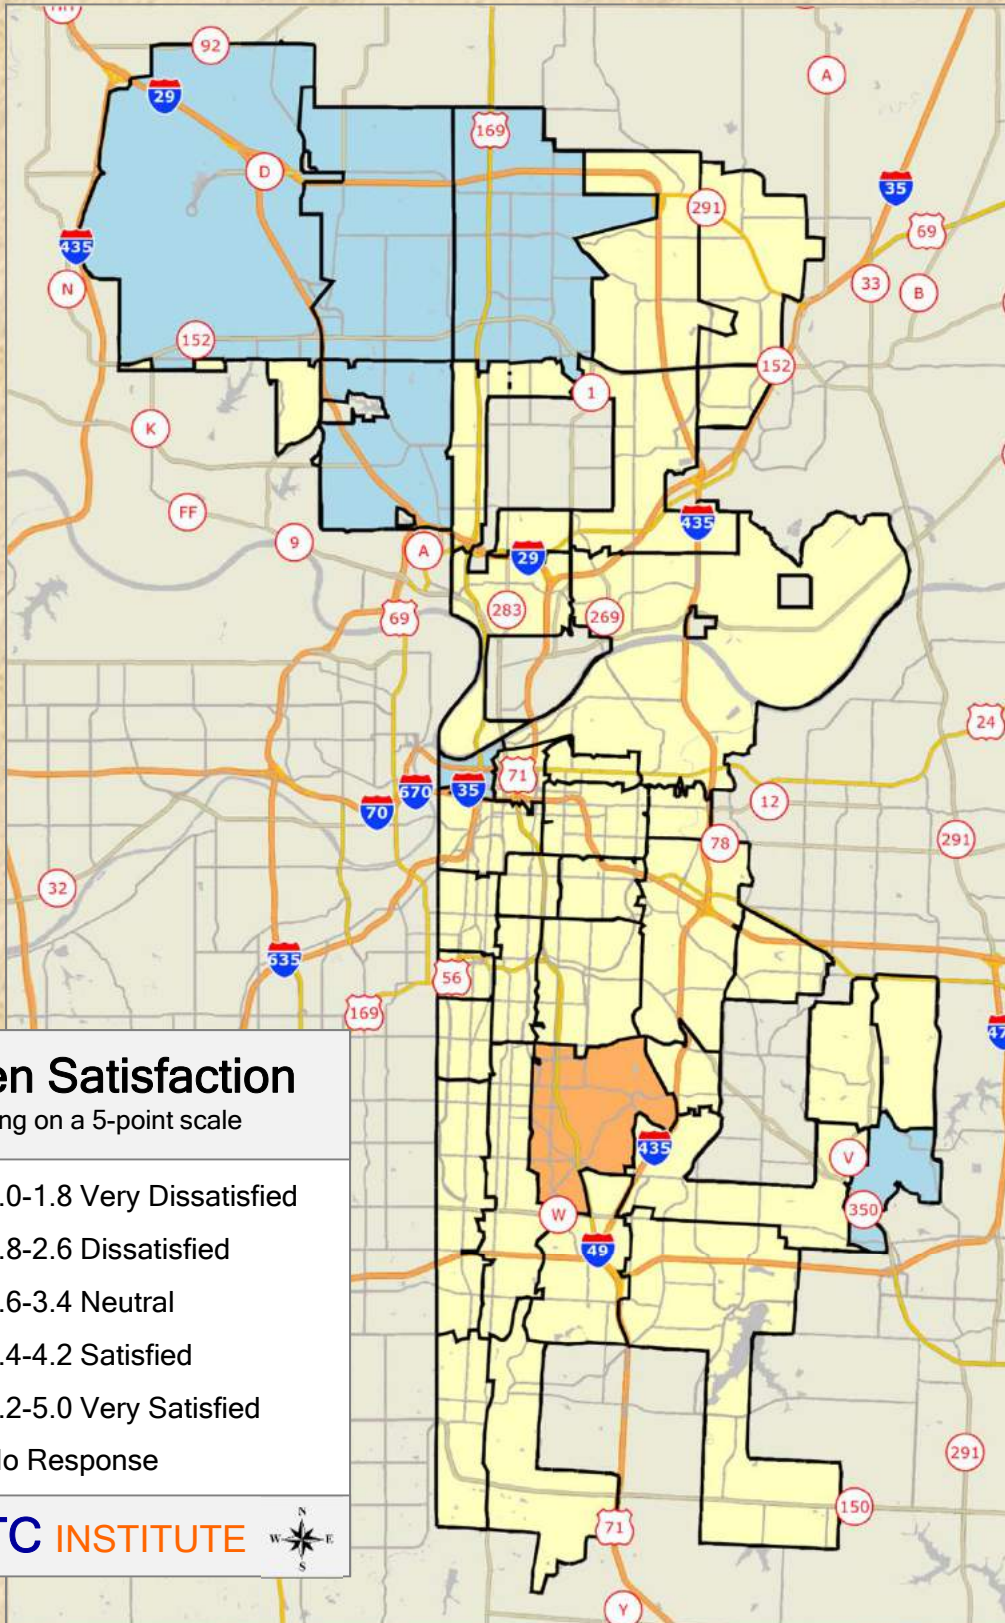 92
29
169
A
D
291
35
69
435
N
33
B
152
152
1
K
FF
435
9
A
29
283
269
69
24
71
670
35
70
12
78
291
32
635
56
169
47
en Satisfaction
ng on a 5-point scale
435
V
.0-1.8 Very Dissatisfied
350
W
.8-2.6 Dissatisfied
49
.6-3.4 Neutral
.4-4.2 Satisfied
.2-5.0 Very Satisfied
o Response
291
150
TC INSTITUTE
N
W E
S
71
Y